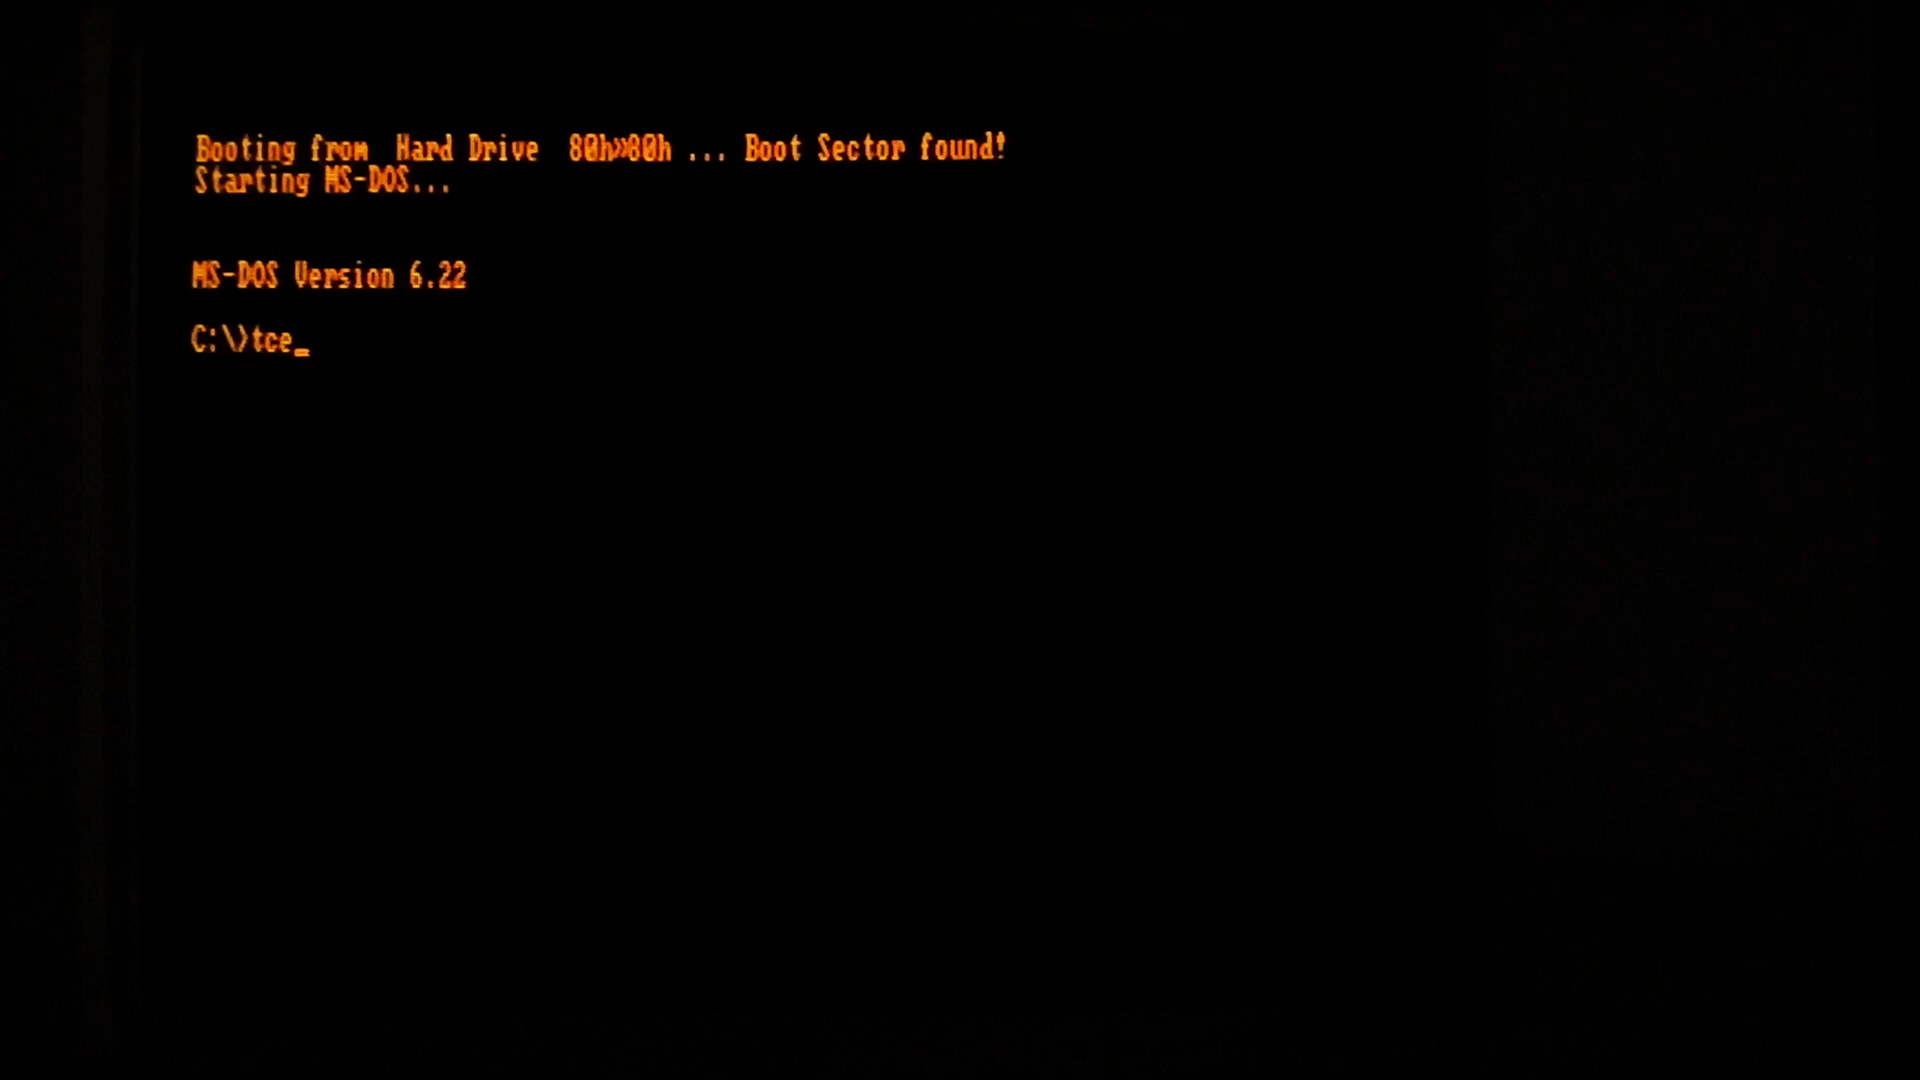 Booting from  Hard Drive  80h»80h ... Boot Sector found!
Starting MS-DOS...
MS-DOS Version 6.22
C:\>tce_